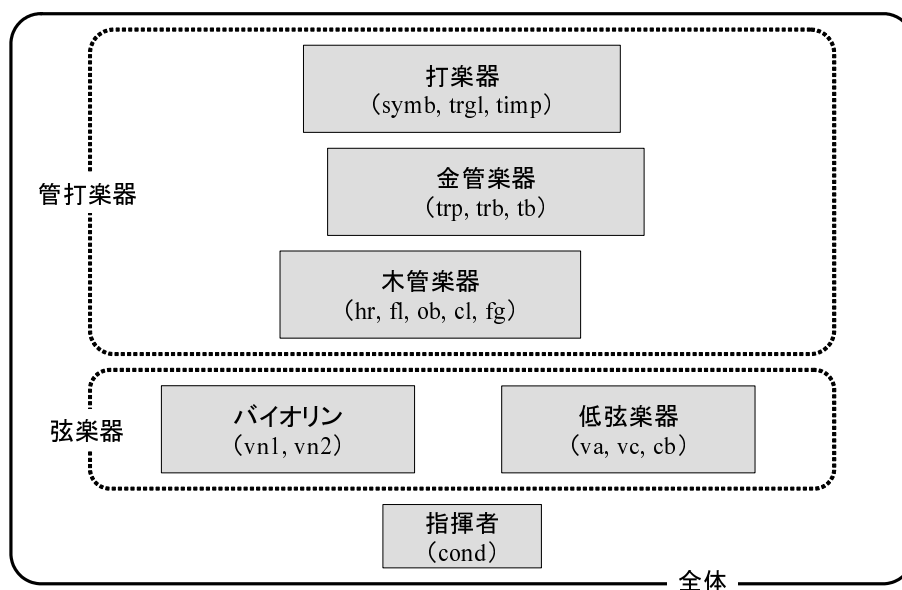 打楽器
（symb, trgl, timp）
金管楽器
（trp, trb, tb）
管打楽器
木管楽器
（hr, fl, ob, cl, fg）
バイオリン
（vn1, vn2）
低弦楽器
（va, vc, cb）
弦楽器
指揮者
（cond）
全体